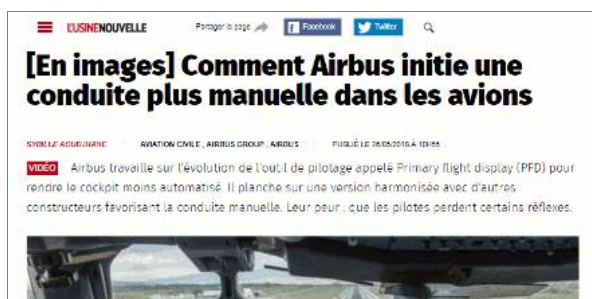 L'USINENOUVELLE Partager la page Facebook Twitter
[En images] Comment Airbus initie une
conduite plus manuelle dans les avions
AVIATION CIVILE , AIRBUS GROUP , AIRBUS PUBLIÉ LE
VIDÉO Airbus travaille sur l'évolution de l'outil de pilotage appelé Primary flight display (PFD) pour
rendre le cockpit moins automatisé. Il planche sur une version harmonisée avec d'autres
constructeurs favorisant la conduite manuelle. Leur peur : que les pilotes perdent certains réflexes.